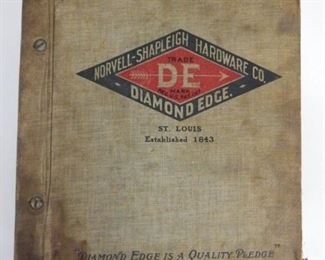 NORVELL-SHAPLEIGH HARDWARE CO.
TRADE
DE
MARK
DIAMOND EDGE.
ST. LOUIS
Established 1843
"DIAMOND EDGE IS A QUALITY PLEDGE"